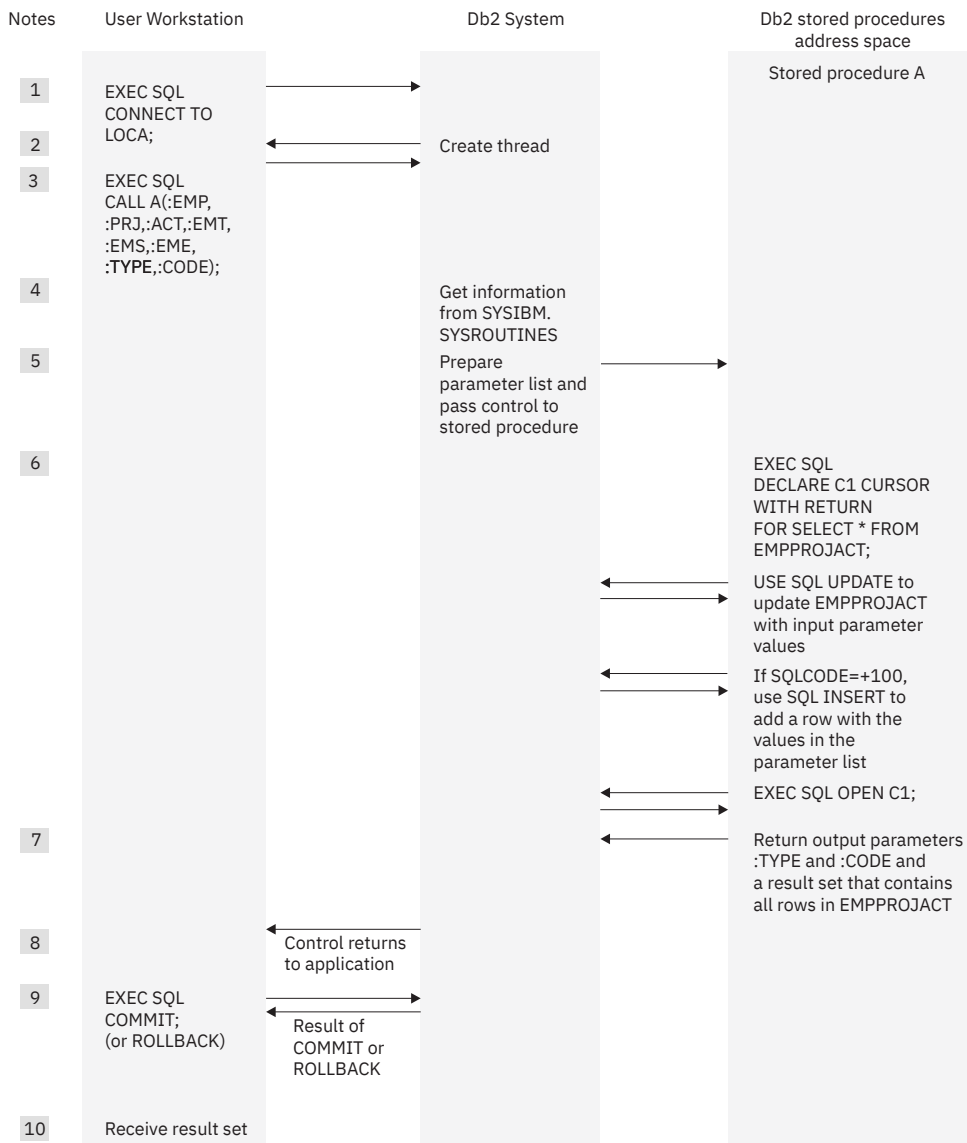 Notes
User Workstation
Db2 System
Db2 stored procedures
address space
Stored procedure A
1
EXEC SQL
CONNECT TO
LOCA;
2
Create thread
3
EXEC SQL
CALL A(:EMP,
:PRJ,:ACT,:EMT,
:EMS,:EME,
:TYPE,:CODE);
4
Get information
from SYSIBM.
SYSROUTINES
5
Prepare
parameter list and
pass control to
stored procedure
6
EXEC SQL
DECLARE C1 CURSOR
WITH RETURN
FOR SELECT * FROM
EMPPROJACT;
USE SQL UPDATE to
update EMPPROJACT
with input parameter
values
If SQLCODE=+100,
use SQL INSERT to
add a row with the
values in the
parameter list
EXEC SQL OPEN C1;
7
Return output parameters
:TYPE and :CODE and
a result set that contains
all rows in EMPPROJACT
8
Control returns
to application
9
EXEC SQL
COMMIT;
(or ROLLBACK)
Result of
COMMIT or
ROLLBACK
10
Receive result set